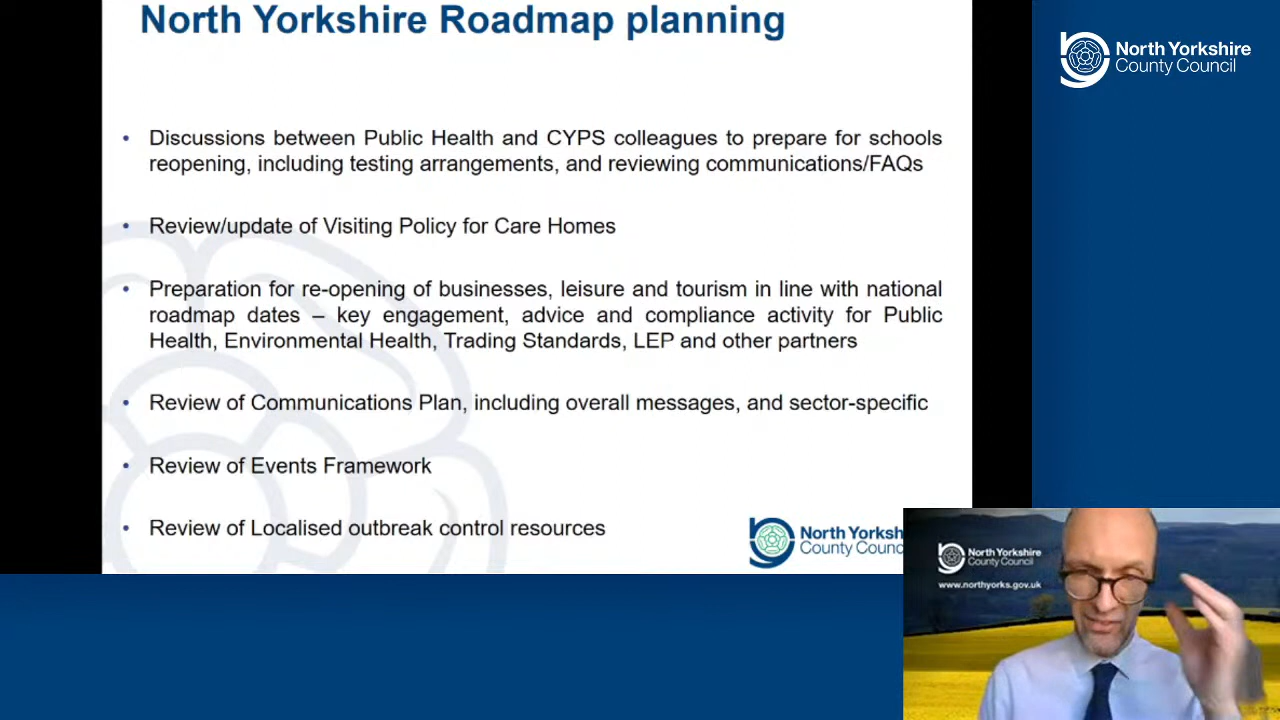 North Yorkshire Roadmap planning
North Yorkshire
County Council
• Discussions between Public Health and CYPS colleagues to prepare for schools
reopening, including testing arrangements, and reviewing communications/FAQs
• Review/update of Visiting Policy for Care Homes
• Preparation for re-opening of businesses, leisure and tourism in line with national
roadmap dates – key engagement, advice and compliance activity for Public
Health, Environmental Health, Trading Standards, LEP and other partners
• Review of Communications Plan, including overall messages, and sector-specific
• Review of Events Framework
• Review of Localised outbreak control resources
North Yorksh
County Counc
North Yorkshire
County Council
www.northyorks.gov.uk